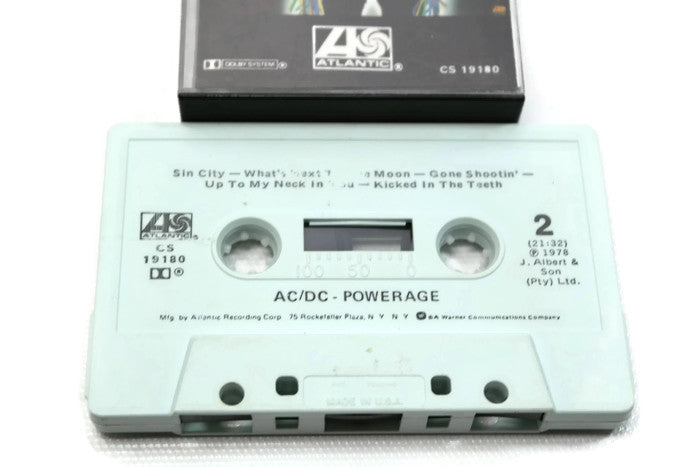 ATLANTIC®
DOLBY SYSTEM ®
CS 19180
Sin City — What's Next Moon — Gone Shootin' —
Up To My Neck In You — Kicked In The Teeth
ATLANTIC®
CS
19180
®
2
(21:32)
℗ 1978
J. Albert &
Son
(Pty) Ltd.
100 50 0
AC/DC - POWERAGE
Mfg. by Atlantic Recording Corp 75 Rockefeller Plaza, N Y N Y A Warner Communications Company
MADE IN U.S.A.